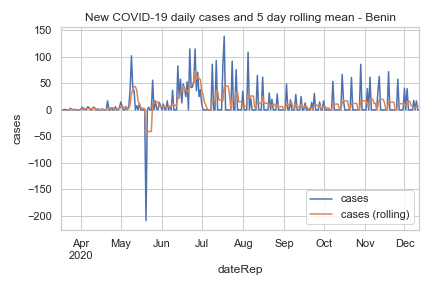 New COVID-19 daily cases and 5 day rolling mean - Benin
150
100
50
0
−50
−100
−150
−200
cases
Apr
2020
May
Jun
Jul
Aug
Sep
Oct
Nov
Dec
dateRep
cases
cases (rolling)